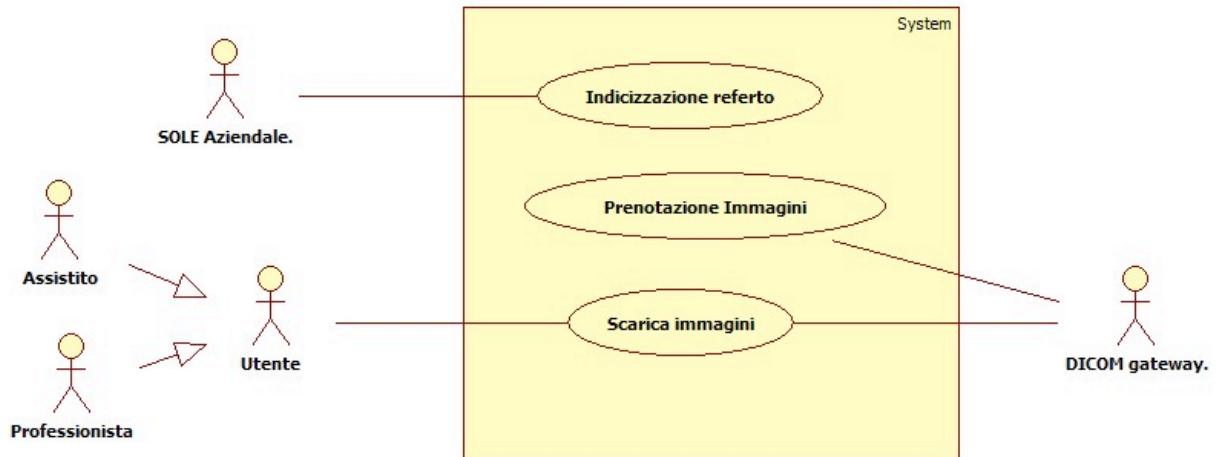 System
Indicizzazione referto
SOLE Aziendale.
Prenotazione Immagini
Assistito
Scarica immagini
Utente
DICOM gateway.
Professionista